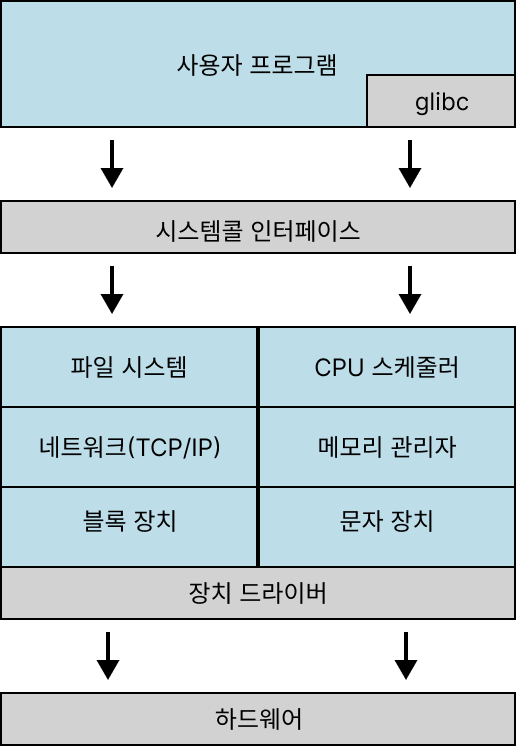 사용자 프로그램
glibc
시스템콜 인터페이스
파일 시스템
CPU 스케줄러
네트워크(TCP/IP)
메모리 관리자
블록 장치
문자 장치
장치 드라이버
하드웨어